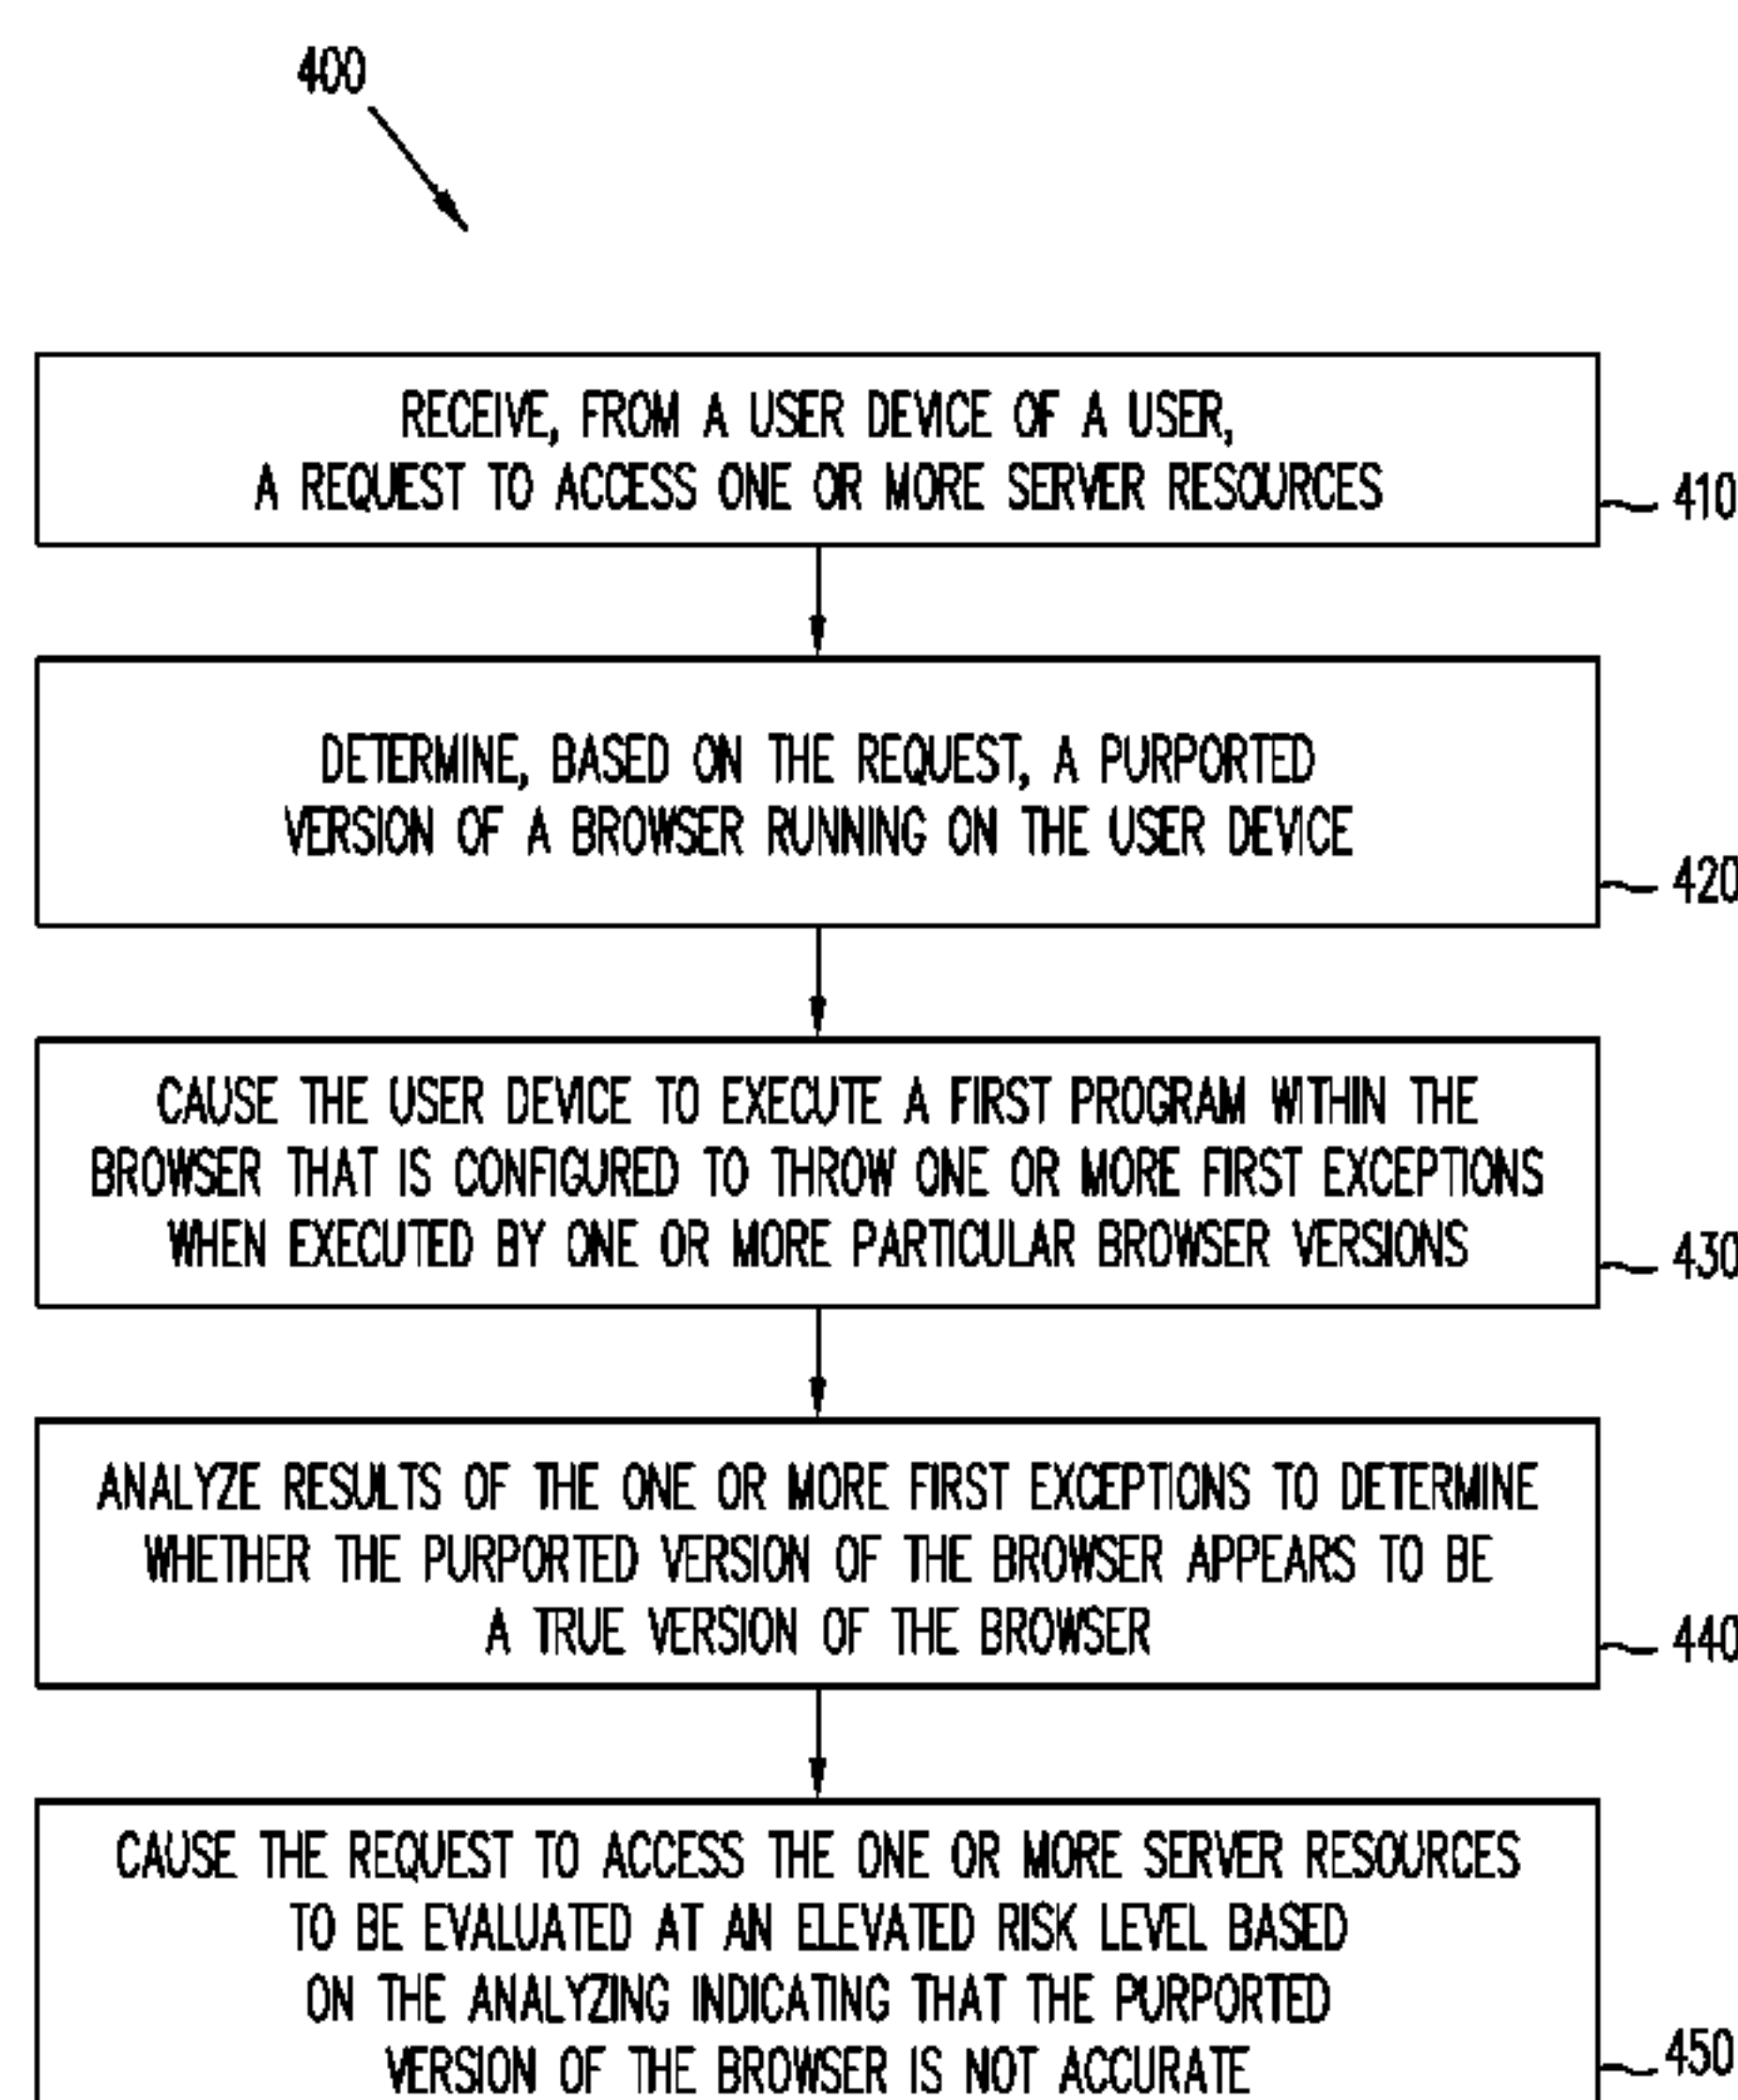 400
RECEIVE, FROM A USER DEVICE OF A USER,
A REQUEST TO ACCESS ONE OR MORE SERVER RESOURCES
410
DETERMINE, BASED ON THE REQUEST, A PURPORTED
VERSION OF A BROWSER RUNNING ON THE USER DEVICE
420
CAUSE THE USER DEVICE TO EXECUTE A FIRST PROGRAM WITHIN THE
BROWSER THAT IS CONFIGURED TO THROW ONE OR MORE FIRST EXCEPTIONS
WHEN EXECUTED BY ONE OR MORE PARTICULAR BROWSER VERSIONS
430
ANALYZE RESULTS OF THE ONE OR MORE FIRST EXCEPTIONS TO DETERMINE
WHETHER THE PURPORTED VERSION OF THE BROWSER APPEARS TO BE
A TRUE VERSION OF THE BROWSER
440
CAUSE THE REQUEST TO ACCESS THE ONE OR MORE SERVER RESOURCES
TO BE EVALUATED AT AN ELEVATED RISK LEVEL BASED
ON THE ANALYZING INDICATING THAT THE PURPORTED
VERSION OF THE BROWSER IS NOT ACCURATE
450